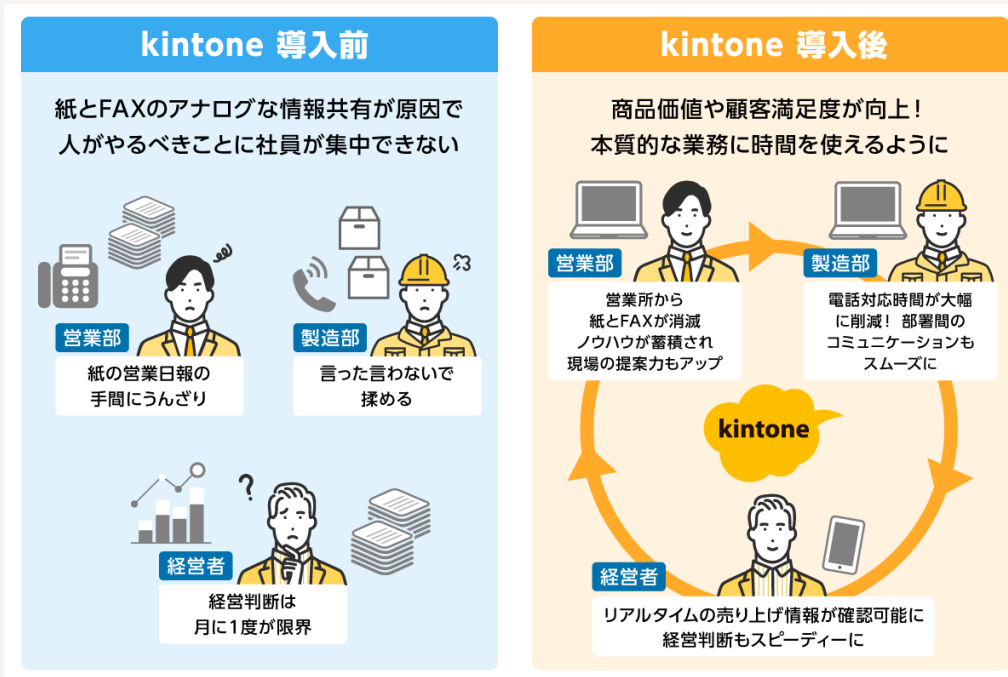 kintone 導入前
紙とFAXのアナログな情報共有が原因で
人がやるべきことに社員が集中できない
営業部
紙の営業日報の
手間にうんざり
製造部
言った言わないで
揉める
?
経営者
経営判断は
月に1度が限界
kintone 導入後
商品価値や顧客満足度が向上!
本質的な業務に時間を使えるように
営業部
営業所から
紙とFAXが消滅
ノウハウが蓄積され
現場の提案力もアップ
製造部
電話対応時間が大幅
に削減! 部署間の
コミュニケーションも
スムーズに
kintone
経営者
リアルタイムの売り上げ情報が確認可能に
経営判断もスピーディーに